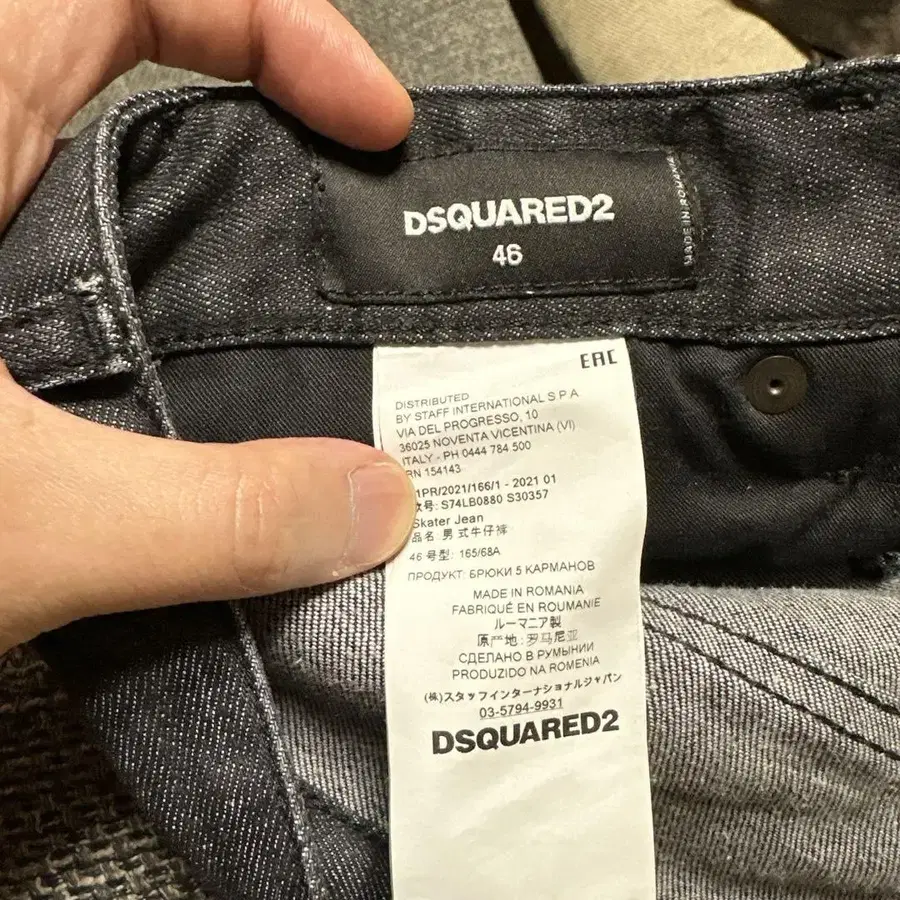 DSQUARED2
46
MADE IN ROMANIA
EAC
DISTRIBUTED
BY STAFF INTERNATIONAL S P A
VIA DEL PROGRESSO, 10
36025 NOVENTA VICENTINA (VI)
ITALY - PH 0444 784 500
RN 154143
1PR/2021/166/1 - 2021 01
号: S74LB0880 S30357
Skater Jean
品名: 男式牛仔裤
46 号型: 165/68A
ПРОДУКТ: БРЮКИ 5 КАРМАНОВ
MADE IN ROMANIA
FABRIQUÉ EN ROUMANIE
ルーマニア製
原产地: 罗马尼亚
СДЕЛАНО В РУМЫНИИ
PRODUZIDO NA ROMENIA
(株)スタッフインターナショナルジャパン
03-5794-9931
DSQUARED2